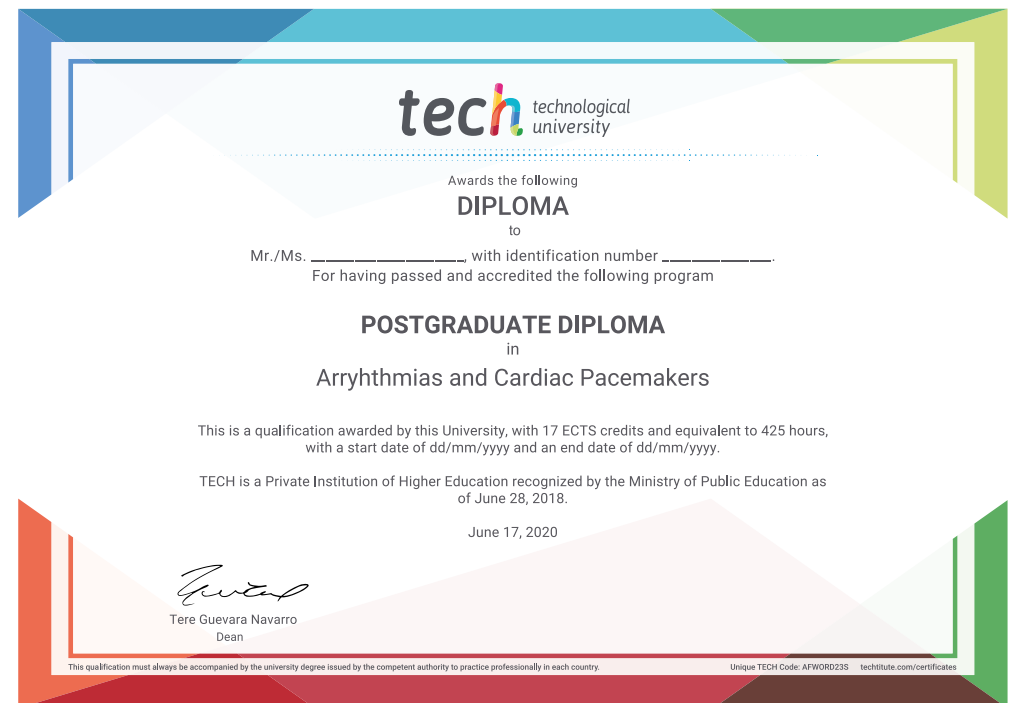 tech technological
university
Awards the following
DIPLOMA
to
Mr./Ms. _______________, with identification number ___________.
For having passed and accredited the following program
POSTGRADUATE DIPLOMA
in
Arryhthmias and Cardiac Pacemakers
This is a qualification awarded by this University, with 17 ECTS credits and equivalent to 425 hours,
with a start date of dd/mm/yyyy and an end date of dd/mm/yyyy.
TECH is a Private Institution of Higher Education recognized by the Ministry of Public Education as
of June 28, 2018.
June 17, 2020
Tere Guevara Navarro
Dean
This qualification must always be accompanied by the university degree issued by the competent authority to practice professionally in each country.
Unique TECH Code: AFWORD23S techtitute.com/certificates